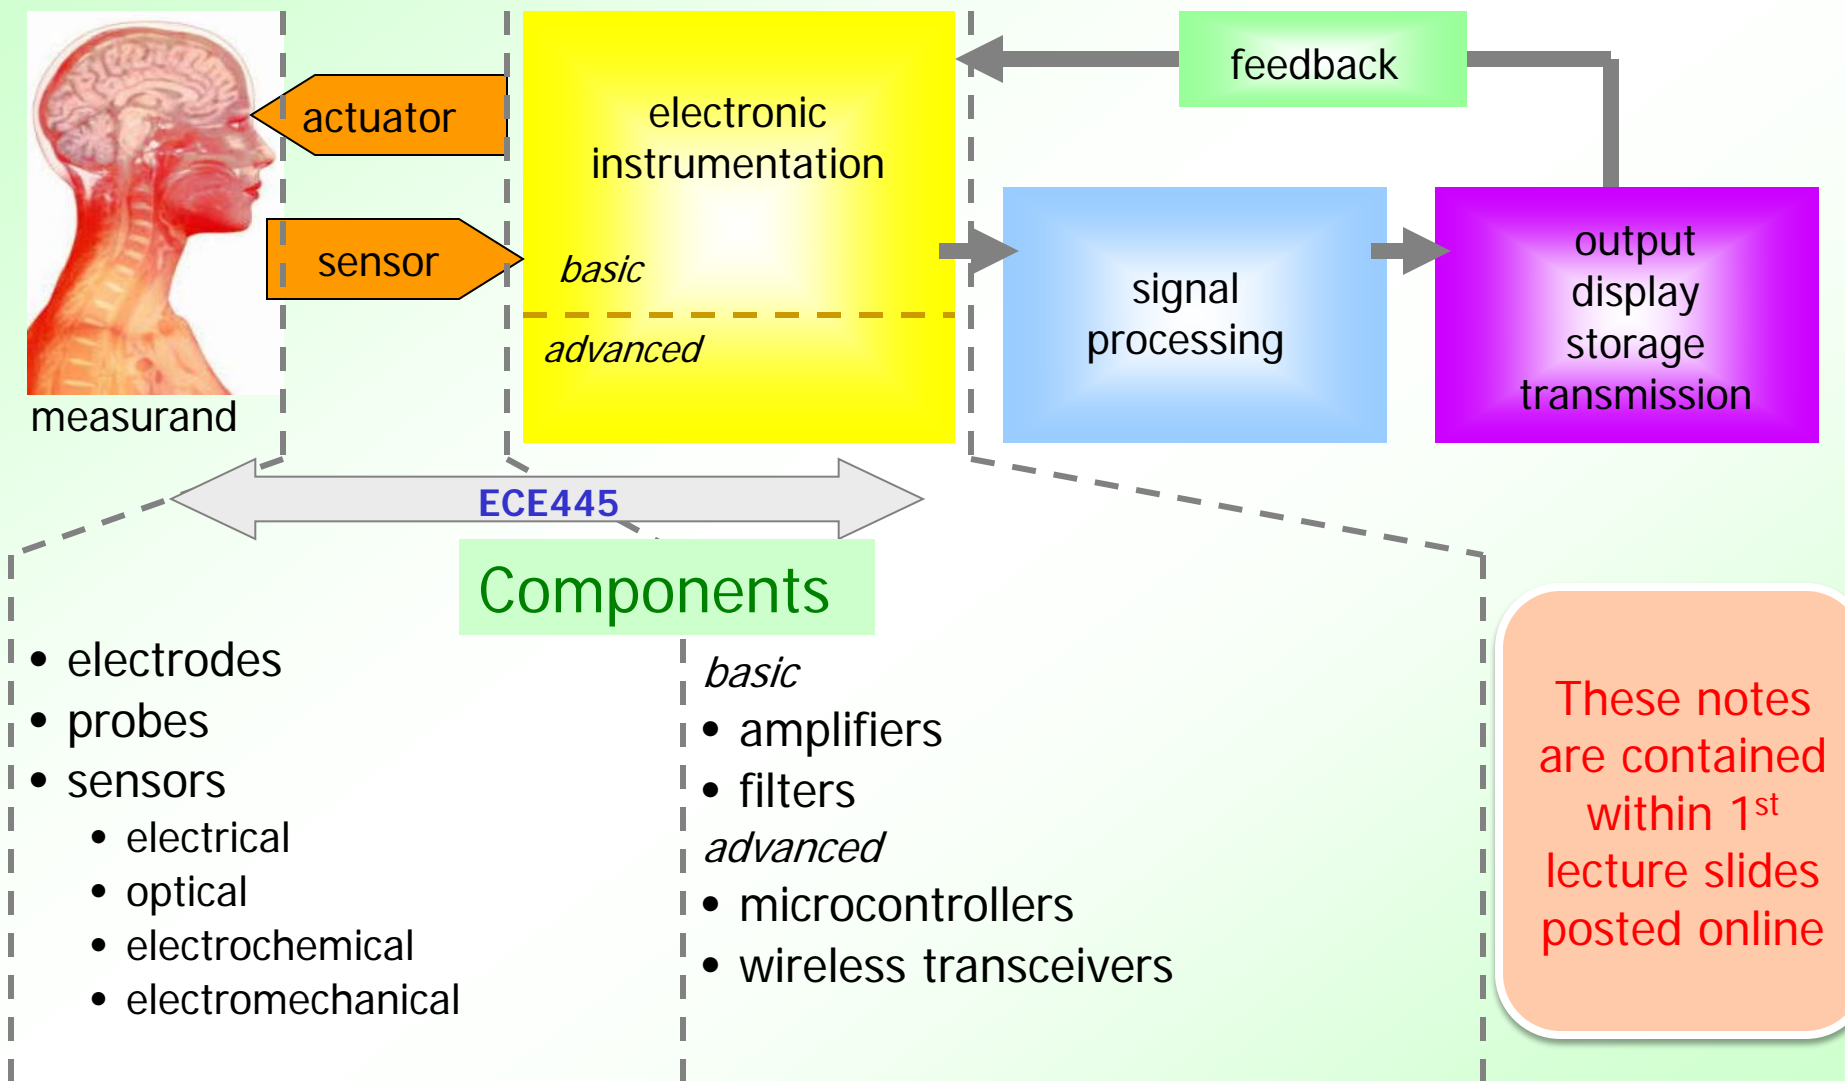 actuator
sensor
measurand
electronic
instrumentation
basic
advanced
feedback
signal
processing
output
display
storage
transmission
ECE445
Components
• electrodes
• probes
• sensors
• electrical
• optical
• electrochemical
• electromechanical
basic
• amplifiers
• filters
advanced
• microcontrollers
• wireless transceivers
These notes
are contained
within 1st
lecture slides
posted online